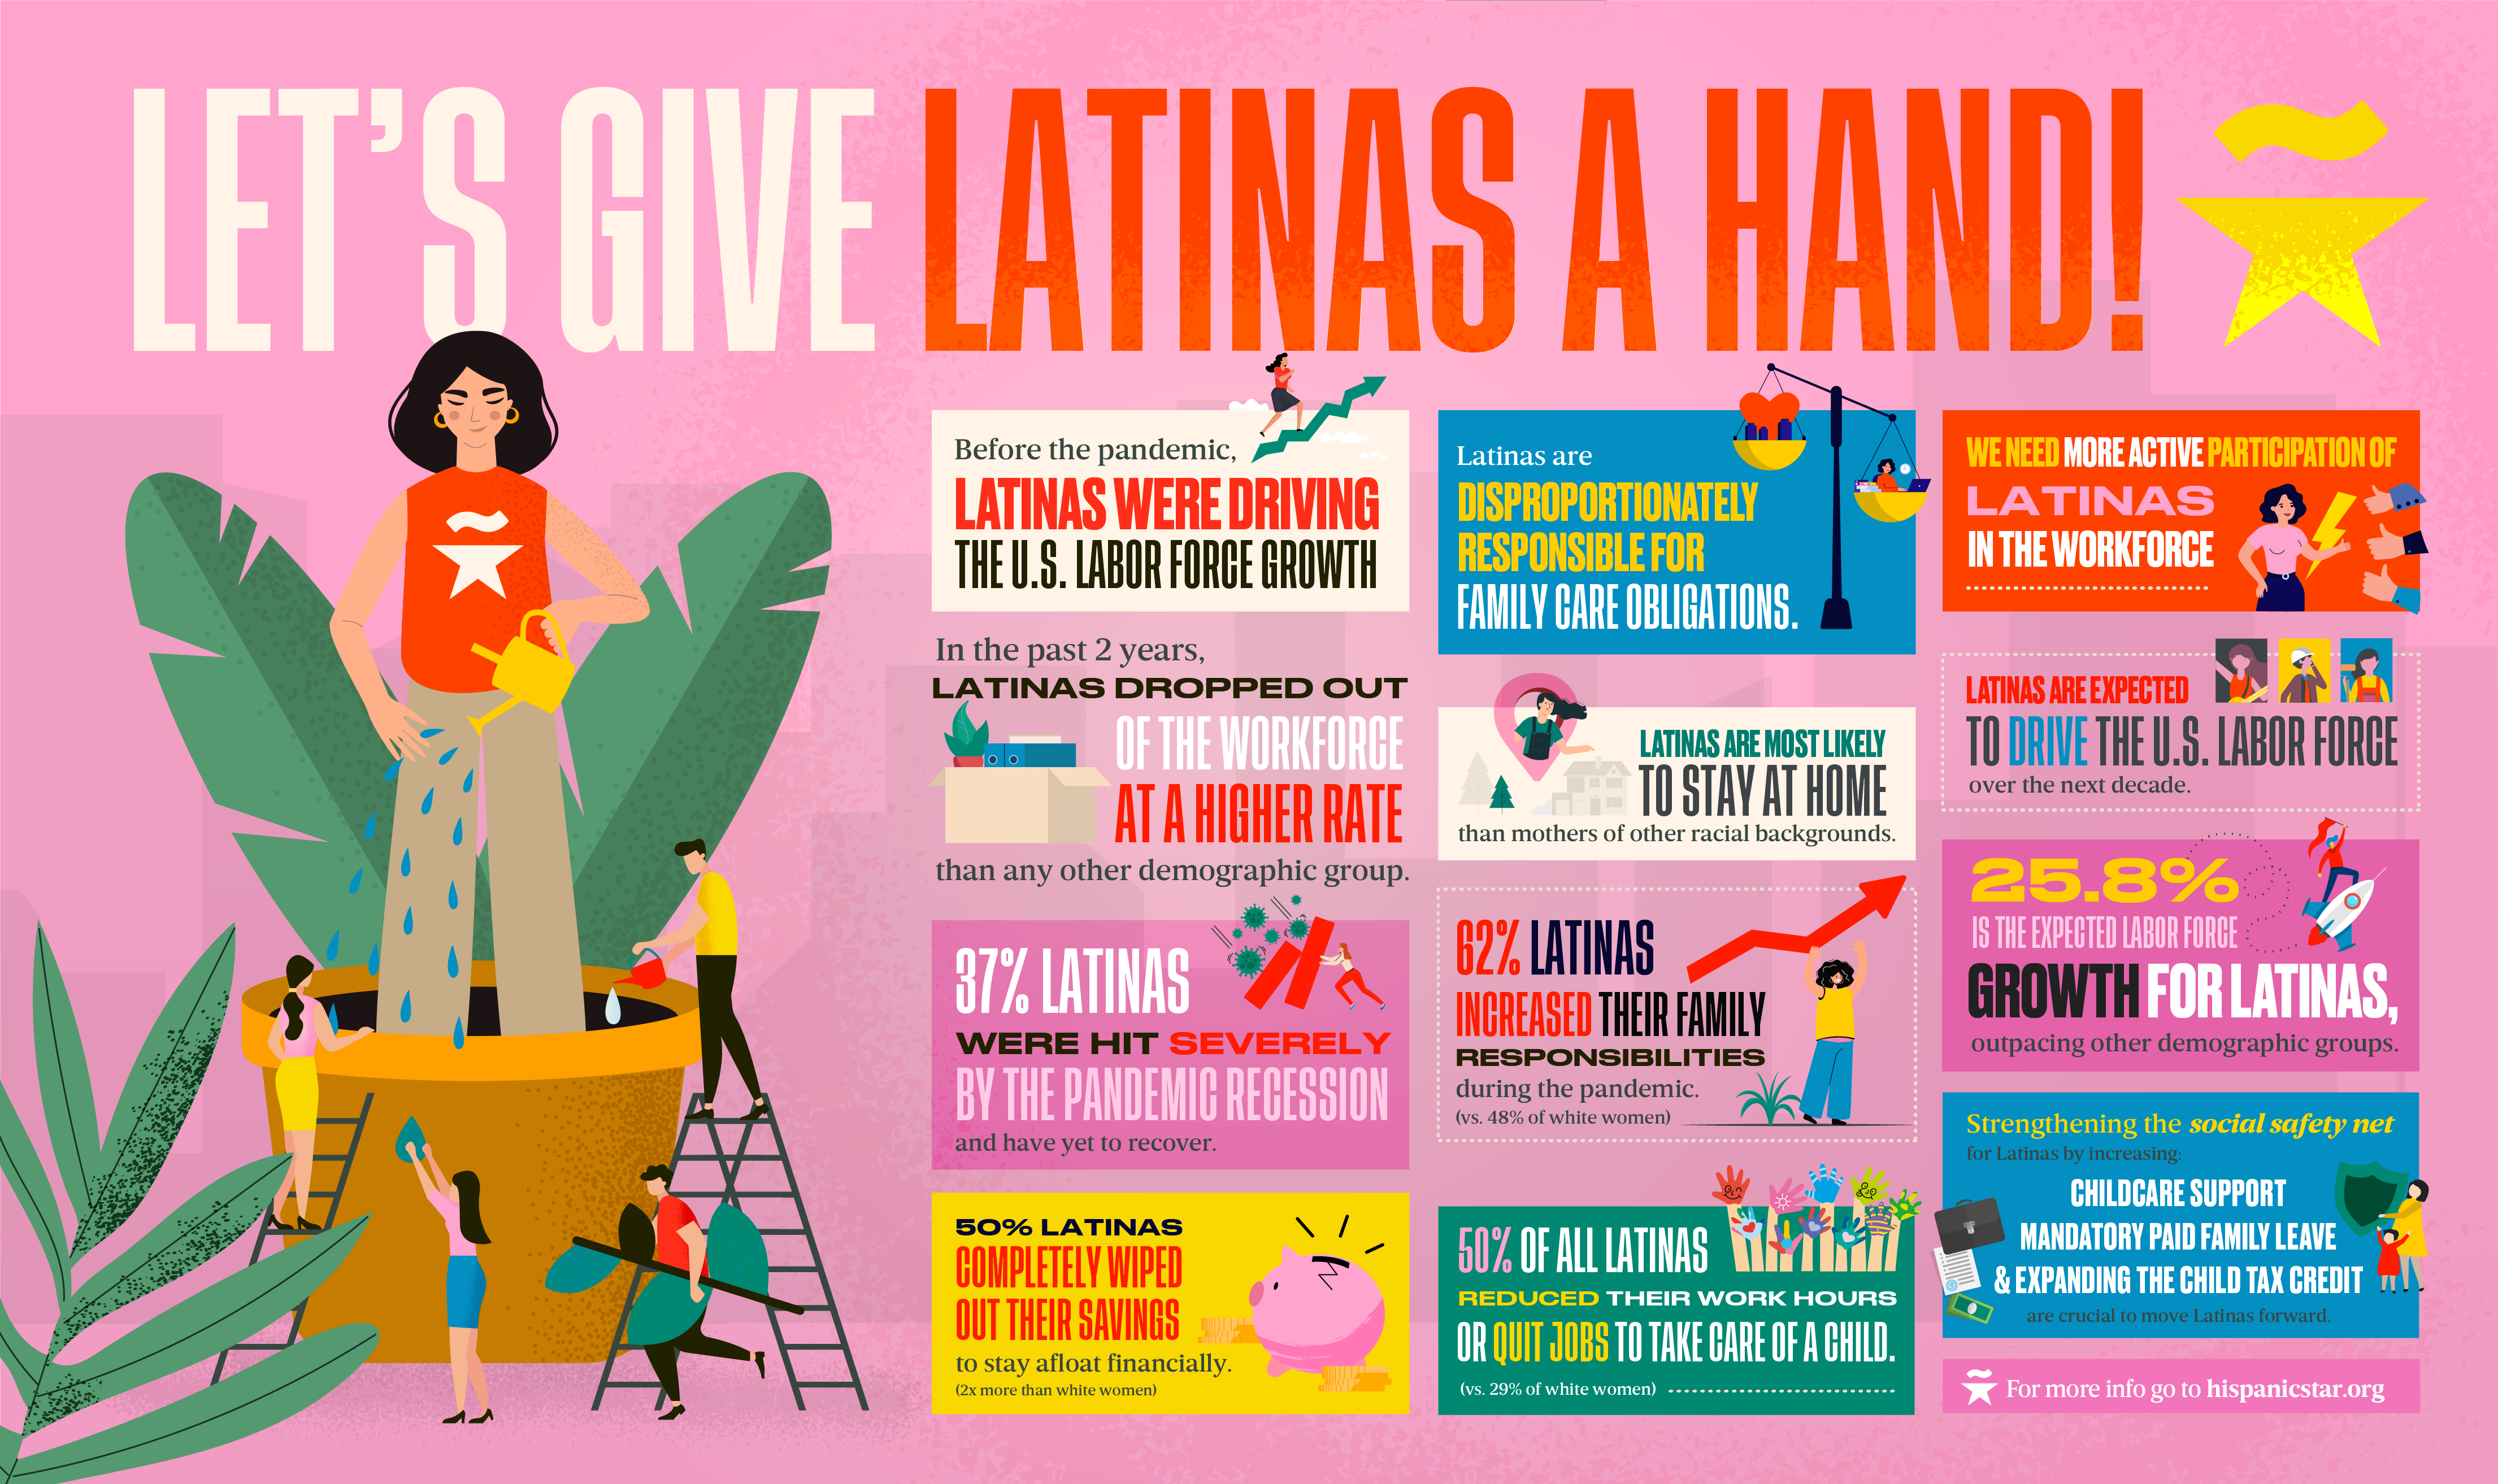 LET'S GIVE LATINAS A HAND!
Before the pandemic,
LATINAS WERE DRIVING
THE U.S. LABOR FORCE GROWTH
In the past 2 years,
LATINAS DROPPED OUT
OF THE WORKFORCE
AT A HIGHER RATE
than any other demographic group.
37% LATINAS
WERE HIT SEVERELY
BY THE PANDEMIC RECESSION
and have yet to recover.
50% LATINAS
COMPLETELY WIPED
OUT THEIR SAVINGS
to stay afloat financially.
(2x more than white women)
Latinas are
DISPROPORTIONATELY
RESPONSIBLE FOR
FAMILY CARE OBLIGATIONS.
LATINAS ARE MOST LIKELY
TO STAY AT HOME
than mothers of other racial backgrounds.
62% LATINAS
INCREASED THEIR FAMILY
RESPONSIBILITIES
during the pandemic.
(vs. 48% of white women)
50% OF ALL LATINAS
REDUCED THEIR WORK HOURS
OR QUIT JOBS TO TAKE CARE OF A CHILD.
(vs. 29% of white women)
WE NEED MORE ACTIVE PARTICIPATION OF
LATINAS
IN THE WORKFORCE
LATINAS ARE EXPECTED
TO DRIVE THE U.S. LABOR FORCE
over the next decade.
25.8%
IS THE EXPECTED LABOR FORCE
GROWTH FOR LATINAS,
outpacing other demographic groups.
Strengthening the social safety net
for Latinas by increasing:
CHILDCARE SUPPORT
MANDATORY PAID FAMILY LEAVE
& EXPANDING THE CHILD TAX CREDIT
are crucial to move Latinas forward.
For more info go to hispanicstar.org